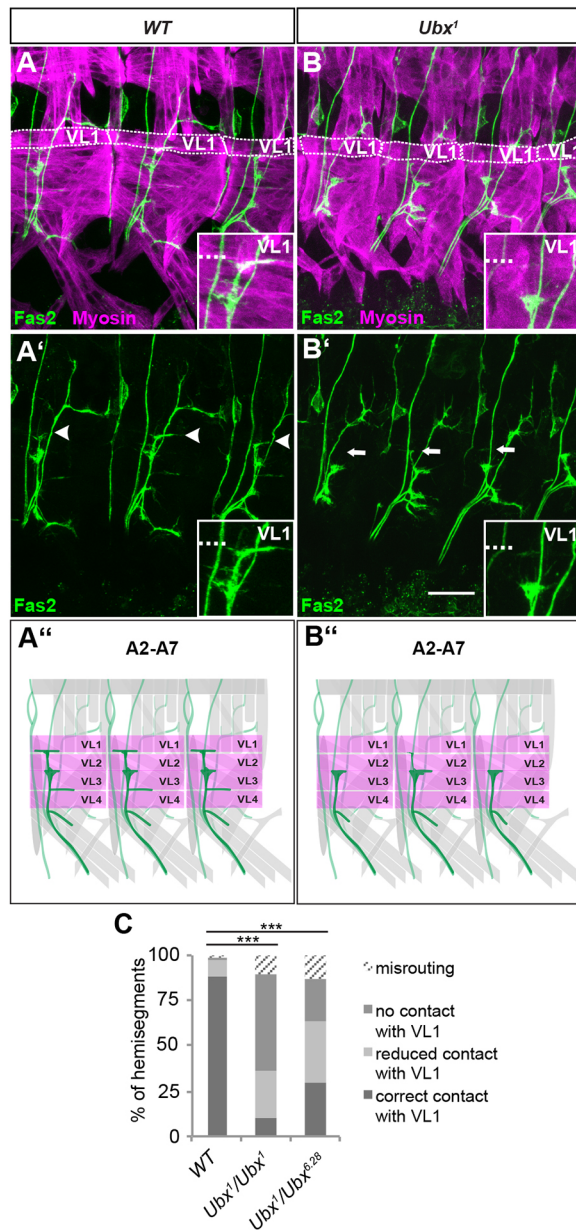 WT
Ubx¹
A
VL1
VL1
VL1
VL1
Fas2 Myosin
B
VL1
VL1
VL1
VL1
VL1
Fas2 Myosin
A‘
VL1
Fas2
B‘
VL1
Fas2
A“
A2-A7
VL1 VL1 VL1
VL2 VL2 VL2
VL3 VL3 VL3
VL4 VL4 VL4
B“
A2-A7
VL1 VL1 VL1
VL2 VL2 VL2
VL3 VL3 VL3
VL4 VL4 VL4
C
***
***
% of hemisegments
100
75
50
25
0
WT
Ubx¹/Ubx¹
Ubx¹/Ubx⁶·²⁸
misrouting
no contact
with VL1
reduced contact
with VL1
correct contact
with VL1